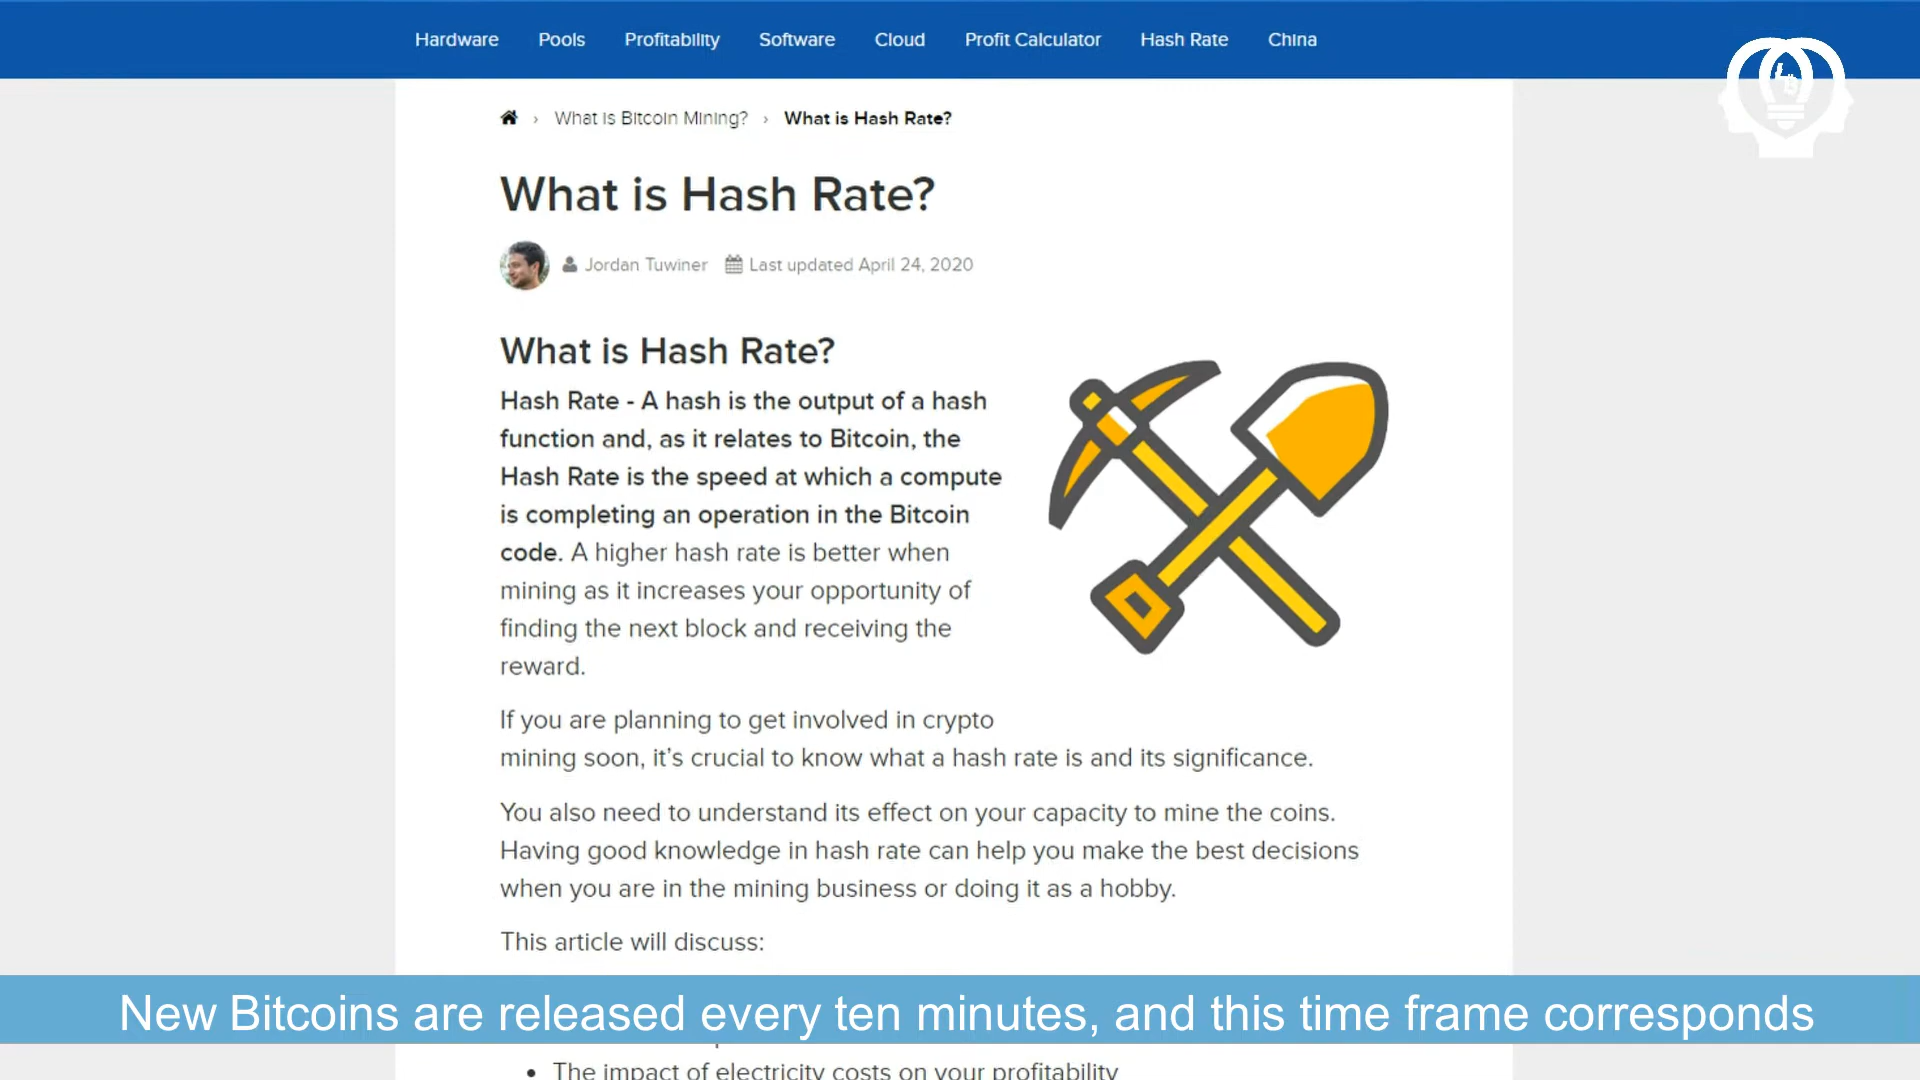 Hardware Pools Profitability Software Cloud Profit Calculator Hash Rate China
What is Bitcoin Mining? › What is Hash Rate?
What is Hash Rate?
Jordan Tuwiner Last updated April 24, 2020
What is Hash Rate?
Hash Rate - A hash is the output of a hash
function and, as it relates to Bitcoin, the
Hash Rate is the speed at which a compute
is completing an operation in the Bitcoin
code. A higher hash rate is better when
mining as it increases your opportunity of
finding the next block and receiving the
reward.
If you are planning to get involved in crypto
mining soon, it's crucial to know what a hash rate is and its significance.
You also need to understand its effect on your capacity to mine the coins.
Having good knowledge in hash rate can help you make the best decisions
when you are in the mining business or doing it as a hobby.
This article will discuss:
New Bitcoins are released every ten minutes, and this time frame corresponds
• The impact of electricity costs on your profitability